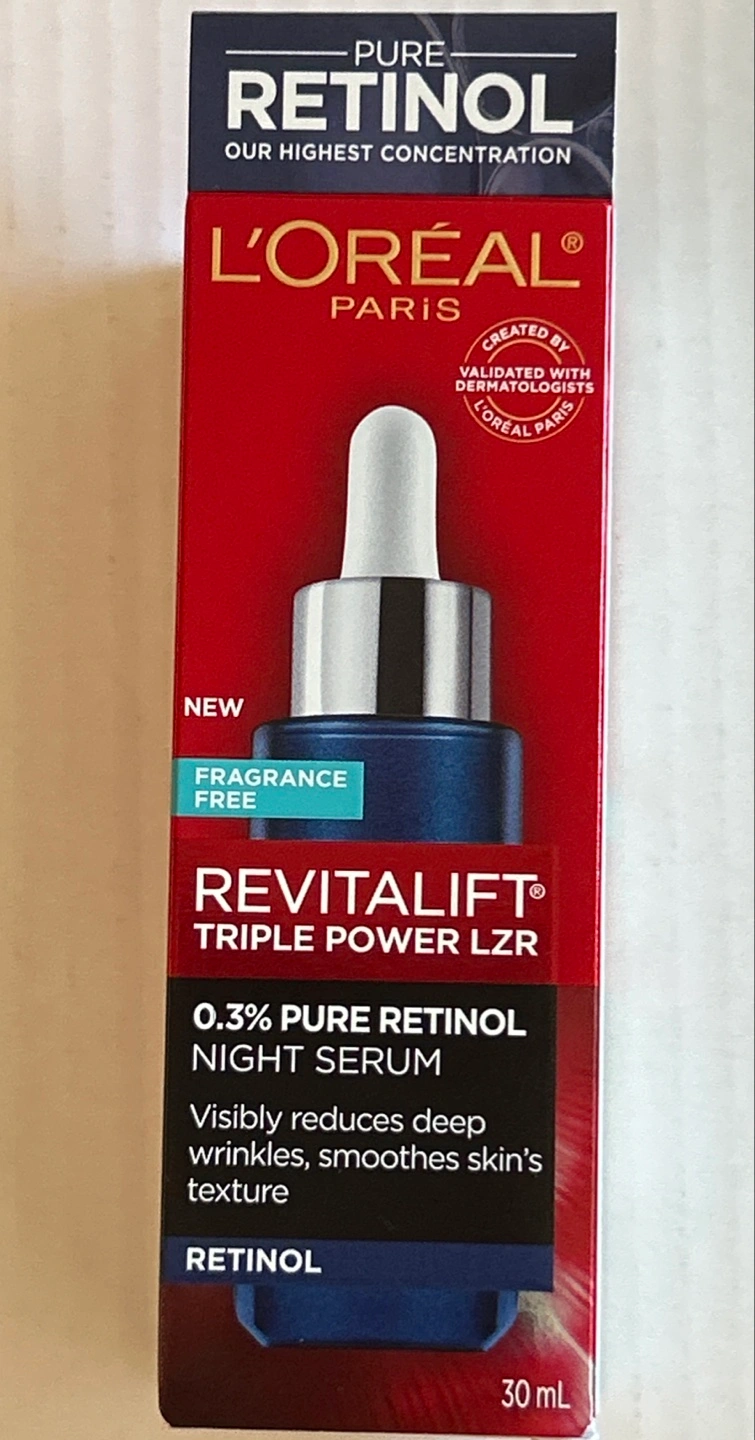 PURE
RETINOL
OUR HIGHEST CONCENTRATION
L'ORÉAL®
PARiS
CREATED BY
VALIDATED WITH
DERMATOLOGISTS
L'ORÉAL PARIS
NEW
FRAGRANCE
FREE
REVITALIFT®
TRIPLE POWER LZR
0.3% PURE RETINOL
NIGHT SERUM
Visibly reduces deep
wrinkles, smoothes skin's
texture
RETINOL
30 mL